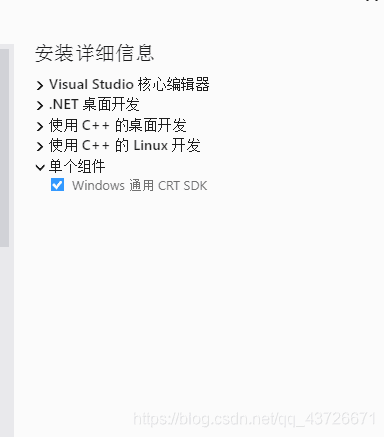 安装详细信息
Visual Studio 核心编辑器
.NET 桌面开发
使用 C++ 的桌面开发
使用 C++ 的 Linux 开发
单个组件
Windows 通用 CRT SDK
https://blog.csdn.net/qq_43726671